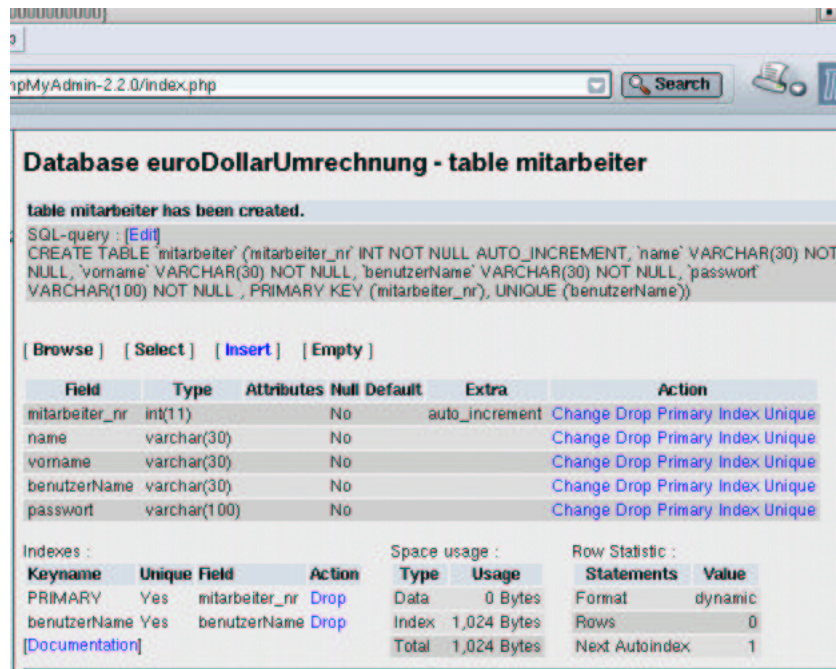 npMyAdmin-2.2.0/index.php
Search
Database euroDollarUmrechnung - table mitarbeiter
table mitarbeiter has been created.
SQL-query : [Edit]
CREATE TABLE `mitarbeiter` (`mitarbeiter_nr` INT NOT NULL AUTO_INCREMENT, `name` VARCHAR(30) NOT
NULL, `vorname` VARCHAR(30) NOT NULL, `benutzerName` VARCHAR(30) NOT NULL, `passwort`
VARCHAR(100) NOT NULL , PRIMARY KEY (`mitarbeiter_nr`), UNIQUE (`benutzerName`))
[ Browse ] [ Select ] [ Insert ] [ Empty ]
Field Type Attributes Null Default Extra Action
mitarbeiter_nr int(11) No auto_increment Change Drop Primary Index Unique
name varchar(30) No Change Drop Primary Index Unique
vorname varchar(30) No Change Drop Primary Index Unique
benutzerName varchar(30) No Change Drop Primary Index Unique
passwort varchar(100) No Change Drop Primary Index Unique
Indexes : Space usage : Row Statistic :
Keyname Unique Field Action Type Usage Statements Value
PRIMARY Yes mitarbeiter_nr Drop Data 0 Bytes Format dynamic
benutzerName Yes benutzerName Drop Index 1,024 Bytes Rows 0
[Documentation] Total 1,024 Bytes Next Autoindex 1